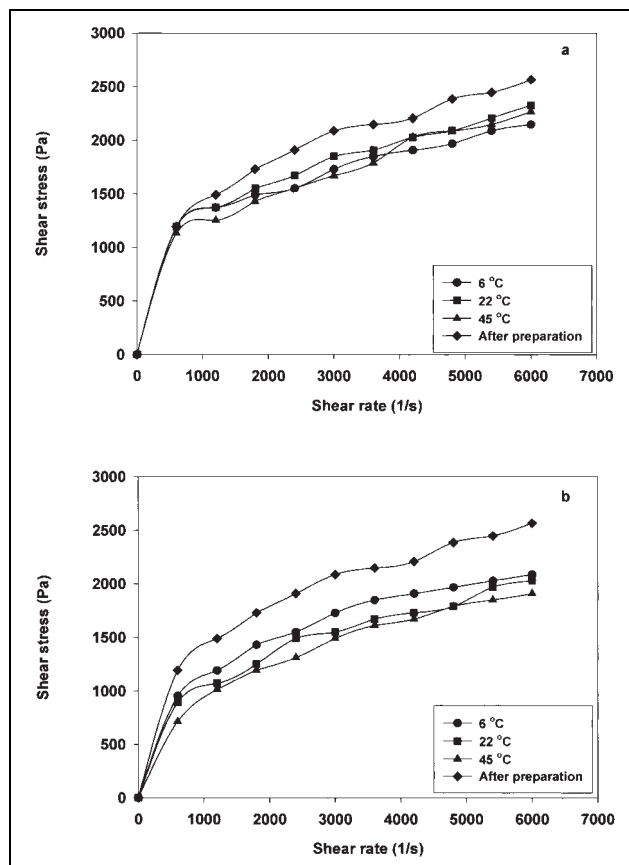 a
3000
2500
2000
1500
1000
500
0
Shear stress (Pa)
6 °C
22 °C
45 °C
After preparation
0 1000 2000 3000 4000 5000 6000 7000
Shear rate (1/s)
b
3000
2500
2000
1500
1000
500
0
Shear stress (Pa)
6 °C
22 °C
45 °C
After preparation
0 1000 2000 3000 4000 5000 6000 7000
Shear rate (1/s)